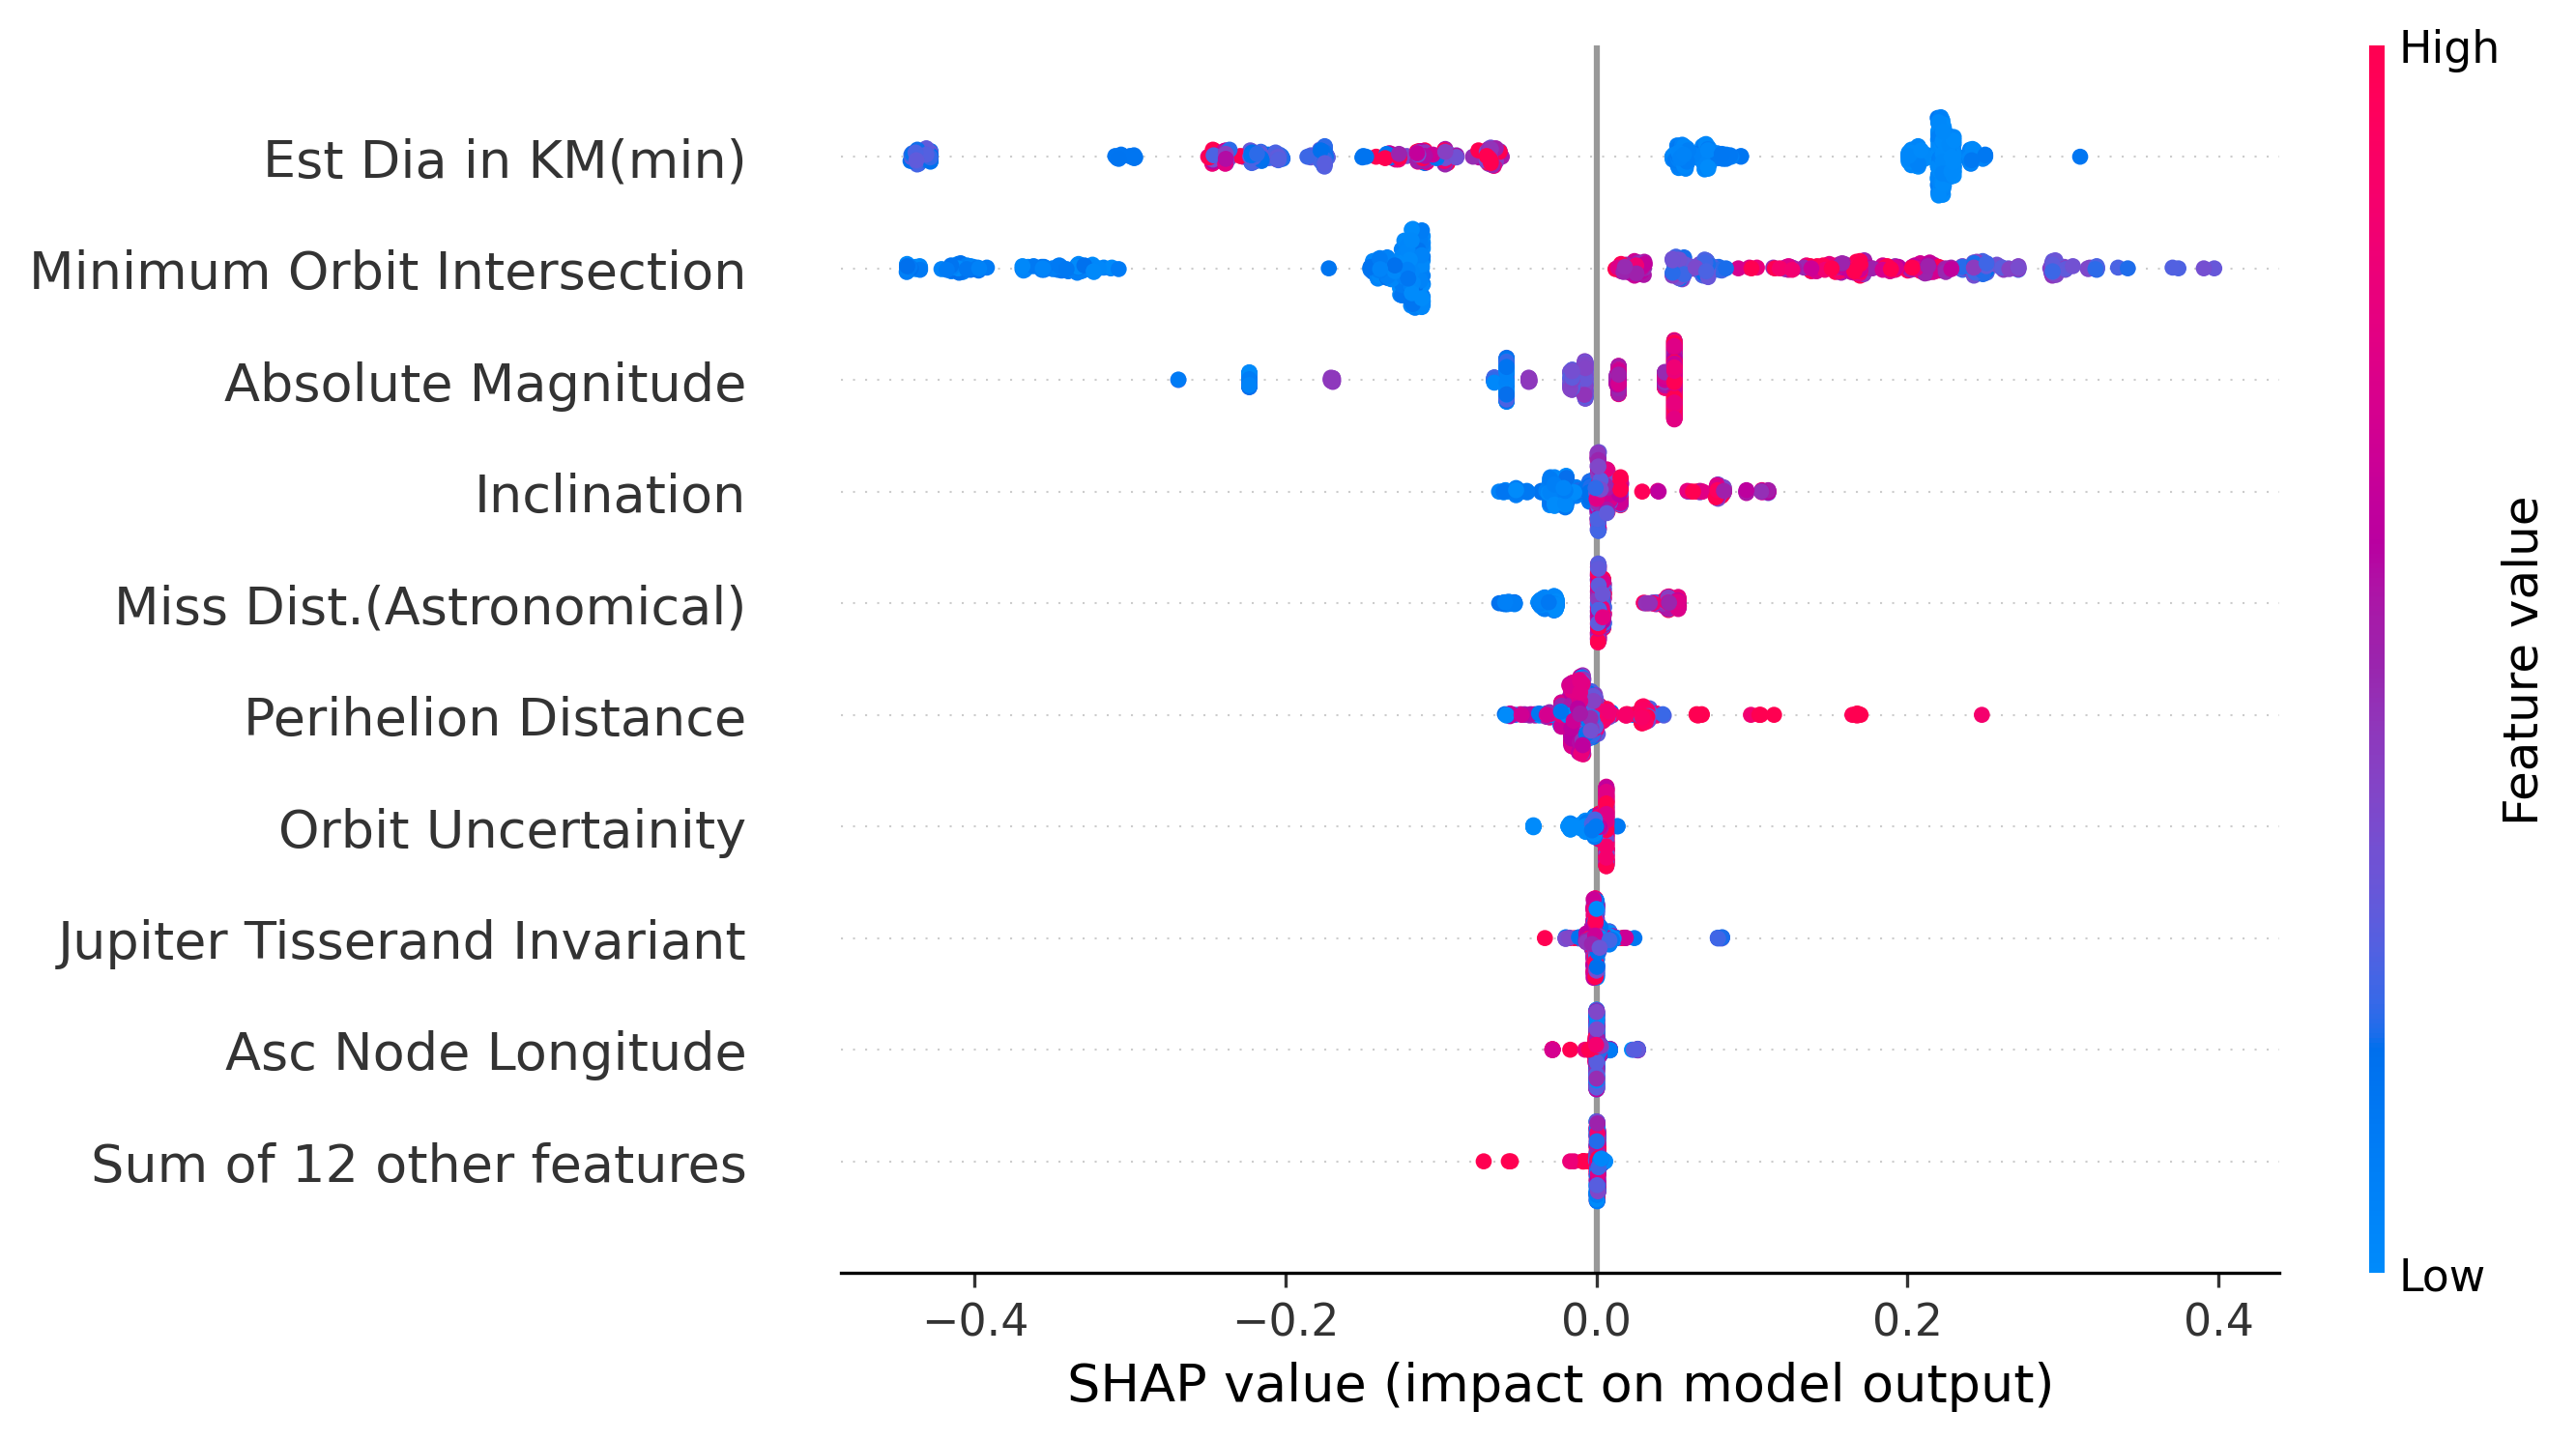 High
Est Dia in KM(min)
Minimum Orbit Intersection
Absolute Magnitude
Inclination
Miss Dist.(Astronomical)
Perihelion Distance
Orbit Uncertainity
Jupiter Tisserand Invariant
Asc Node Longitude
Sum of 12 other features
Feature value
Low
−0.4 −0.2 0.0 0.2 0.4
SHAP value (impact on model output)